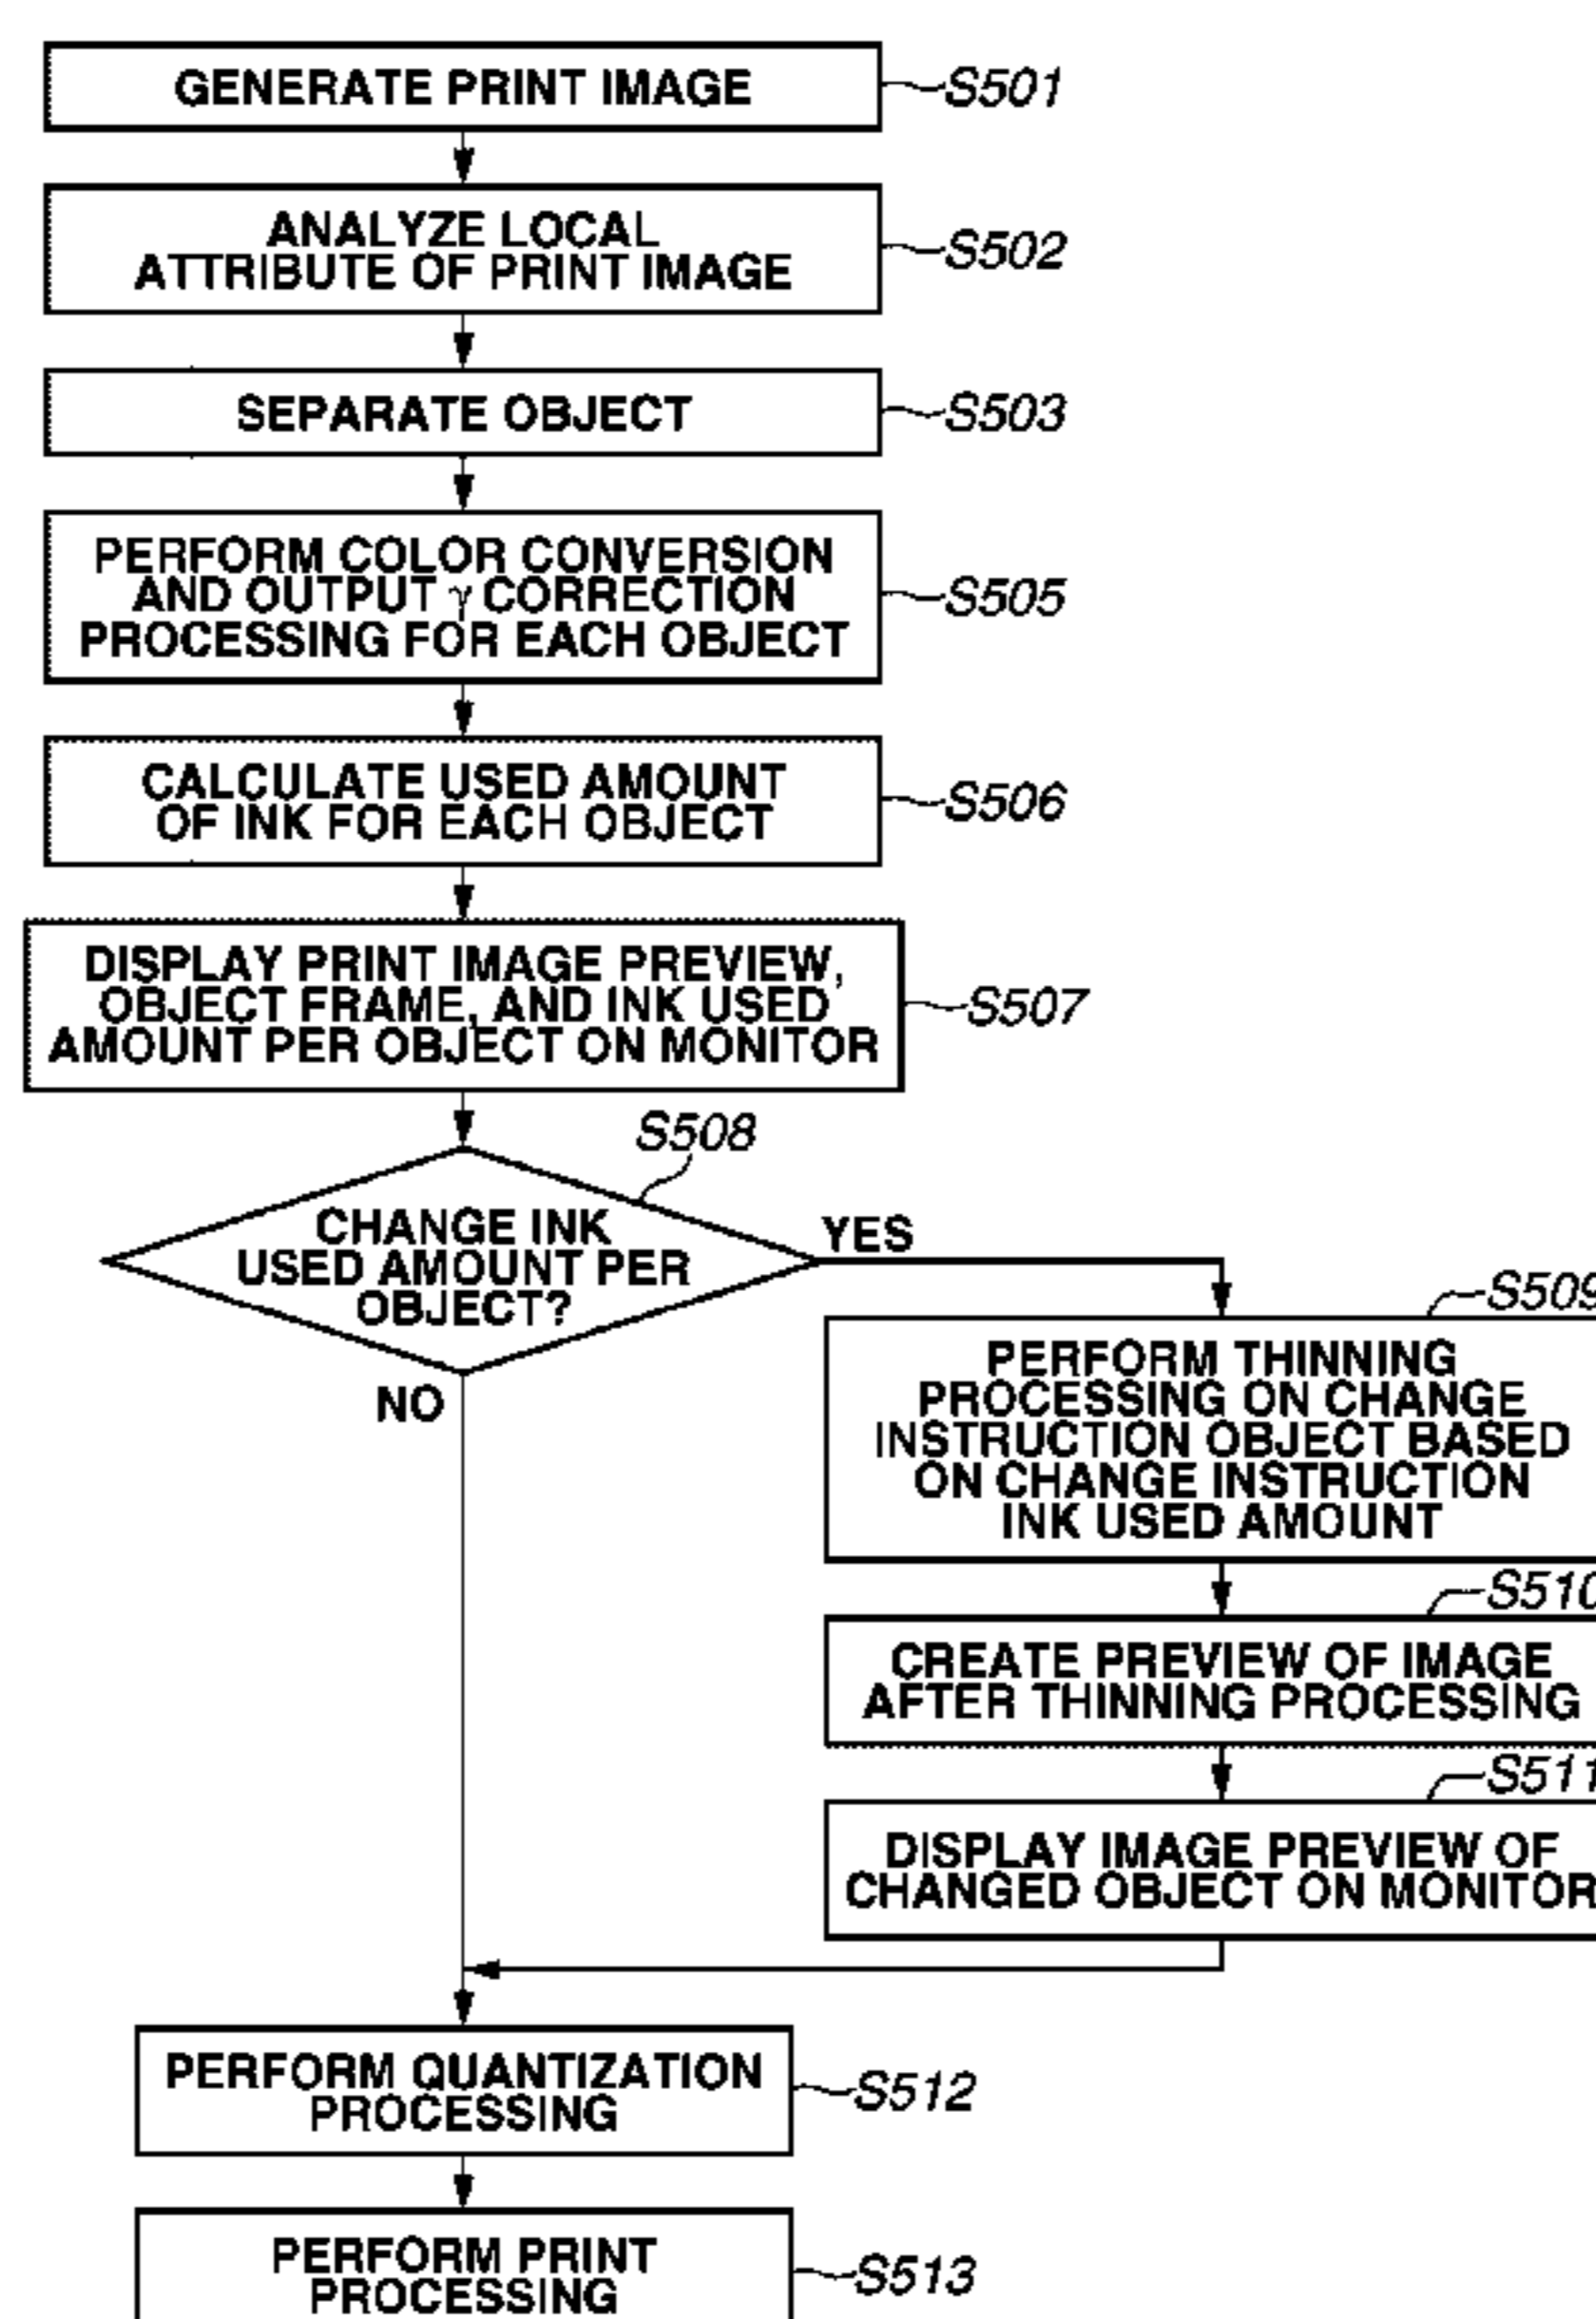 GENERATE PRINT IMAGE
S501
ANALYZE LOCAL
ATTRIBUTE OF PRINT IMAGE
S502
SEPARATE OBJECT
S503
PERFORM COLOR CONVERSION
AND OUTPUT γ CORRECTION
PROCESSING FOR EACH OBJECT
S505
CALCULATE USED AMOUNT
OF INK FOR EACH OBJECT
S506
DISPLAY PRINT IMAGE PREVIEW,
OBJECT FRAME, AND INK USED
AMOUNT PER OBJECT ON MONITOR
S507
S508
CHANGE INK
USED AMOUNT PER
OBJECT?
YES
NO
S509
PERFORM THINNING
PROCESSING ON CHANGE
INSTRUCTION OBJECT BASED
ON CHANGE INSTRUCTION
INK USED AMOUNT
S510
CREATE PREVIEW OF IMAGE
AFTER THINNING PROCESSING
S511
DISPLAY IMAGE PREVIEW OF
CHANGED OBJECT ON MONITOR
PERFORM QUANTIZATION
PROCESSING
S512
PERFORM PRINT
PROCESSING
S513